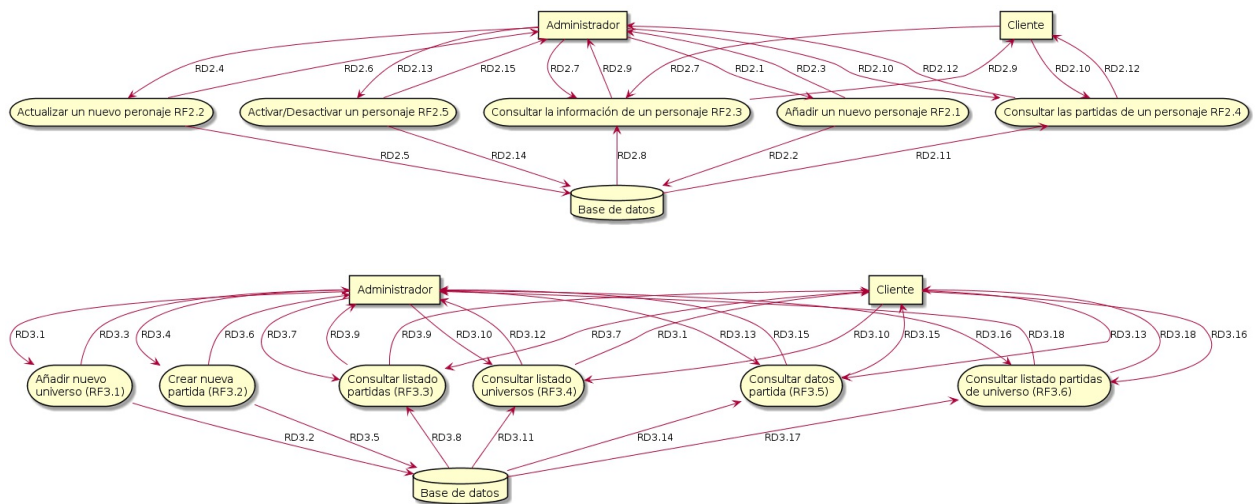 Administrador
Cliente
RD2.4
RD2.6
RD2.13
RD2.15
RD2.7
RD2.9
RD2.7
RD2.1
RD2.3
RD2.10
RD2.12
RD2.10
RD2.9
RD2.12
Actualizar un nuevo peronaje RF2.2
Activar/Desactivar un personaje RF2.5
Consultar la información de un personaje RF2.3
Añadir un nuevo personaje RF2.1
Consultar las partidas de un personaje RF2.4
RD2.5
RD2.14
RD2.8
RD2.2
RD2.11
Base de datos
Administrador
Cliente
RD3.1
RD3.3
RD3.4
RD3.6
RD3.7
RD3.9
RD3.9
RD3.10
RD3.12
RD3.7
RD3.1
RD3.13
RD3.15
RD3.10
RD3.15
RD3.16
RD3.18
RD3.13
RD3.18
RD3.16
Añadir nuevo
universo (RF3.1)
Crear nueva
partida (RF3.2)
Consultar listado
partidas (RF3.3)
Consultar listado
universos (RF3.4)
Consultar datos
partida (RF3.5)
Consultar listado partidas
de universo (RF3.6)
RD3.2
RD3.5
RD3.8
RD3.11
RD3.14
RD3.17
Base de datos